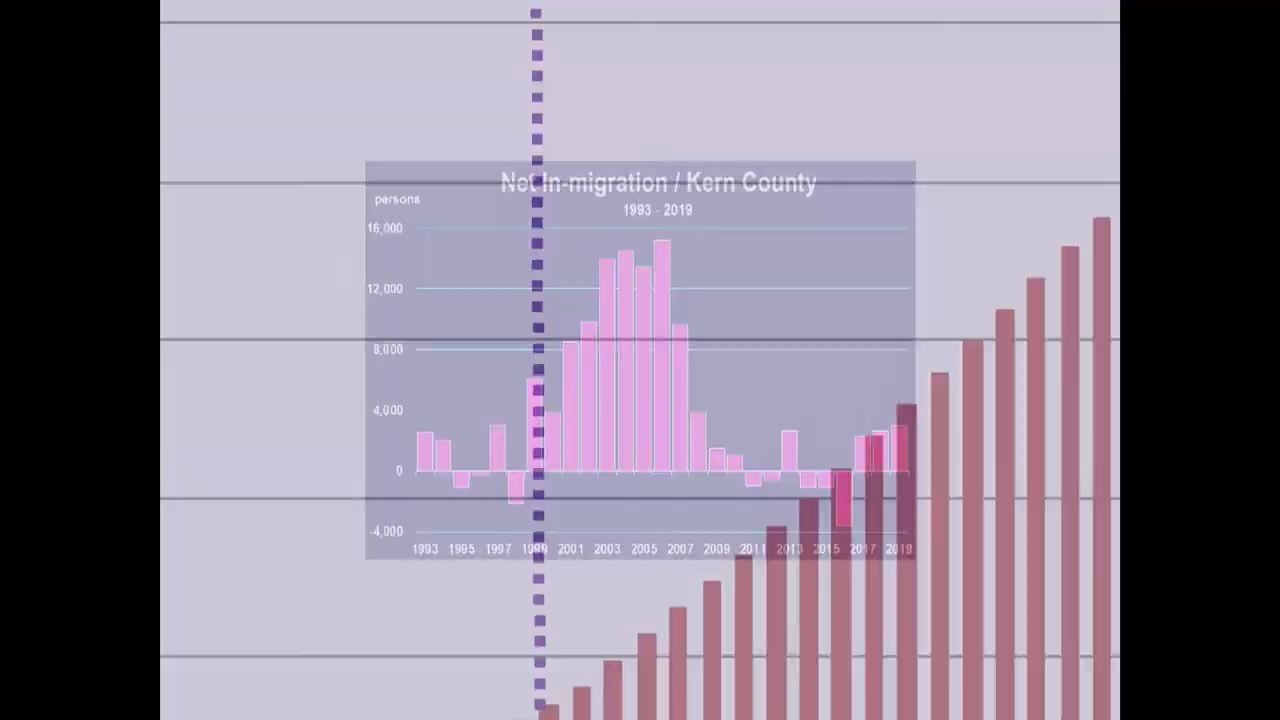 Net In-migration / Kern County
persons
1993 - 2019
16,000
12,000
8,000
4,000
0
-4,000
1993 1995 1997 1999 2001 2003 2005 2007 2009 2011 2013 2015 2017 2019